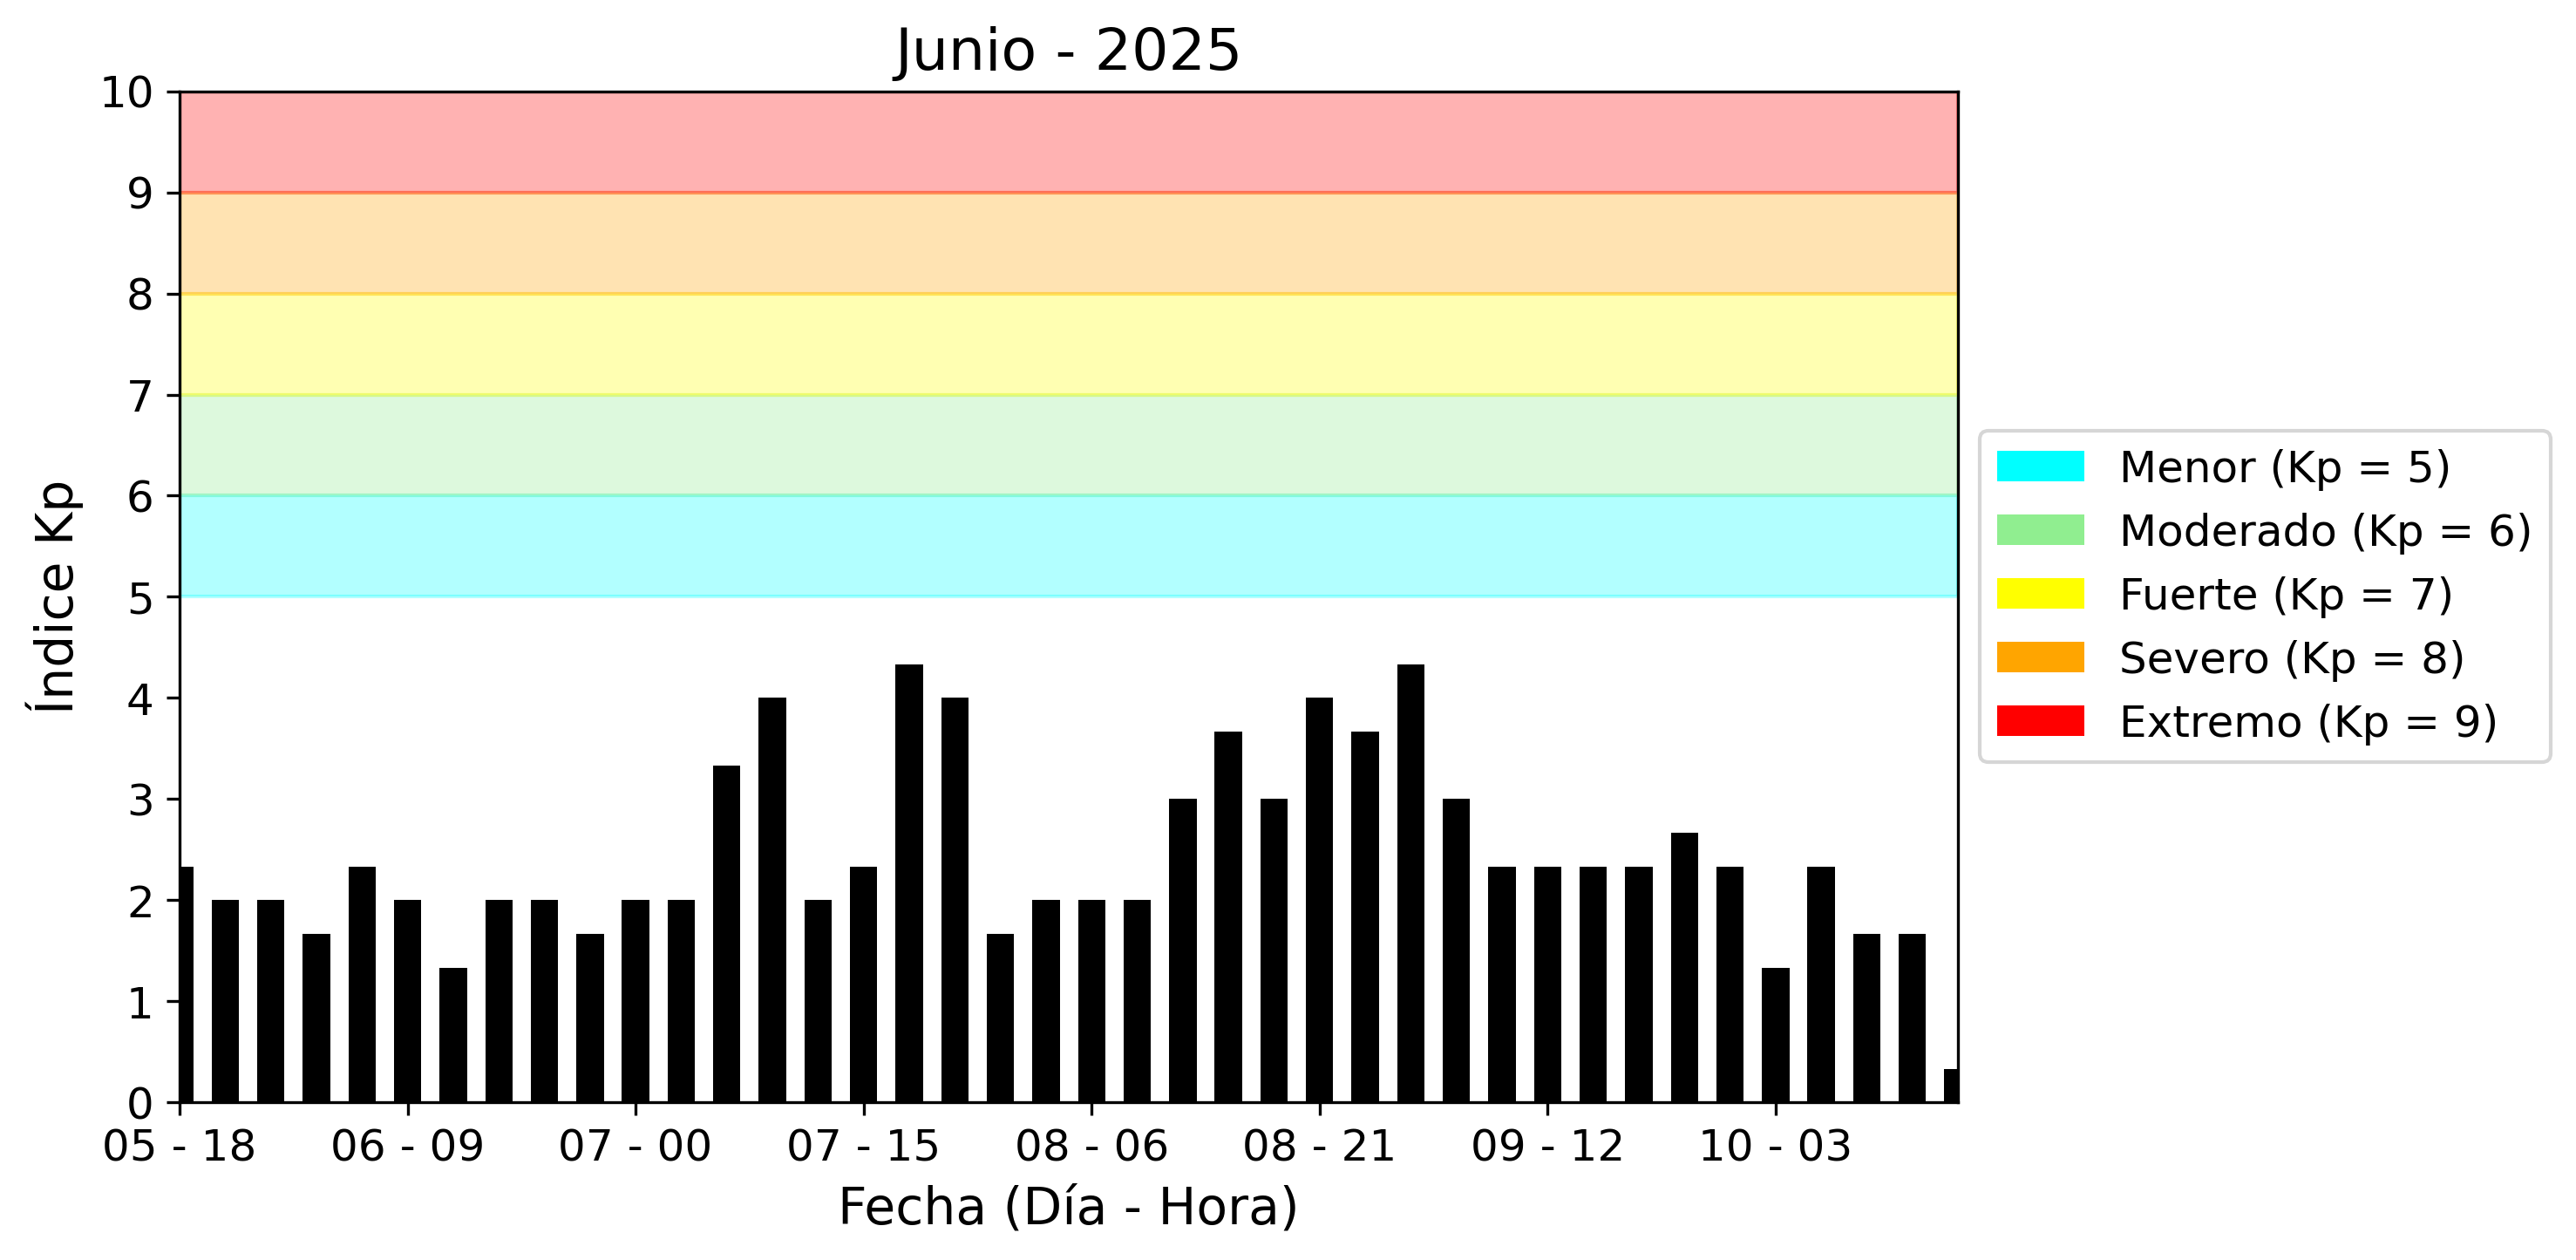 Junio - 2025
Índice Kp
10
9
8
7
6
5
4
3
2
1
0
05 - 18
06 - 09
07 - 00
07 - 15
08 - 06
08 - 21
09 - 12
10 - 03
Fecha (Día - Hora)
Menor (Kp = 5)
Moderado (Kp = 6)
Fuerte (Kp = 7)
Severo (Kp = 8)
Extremo (Kp = 9)